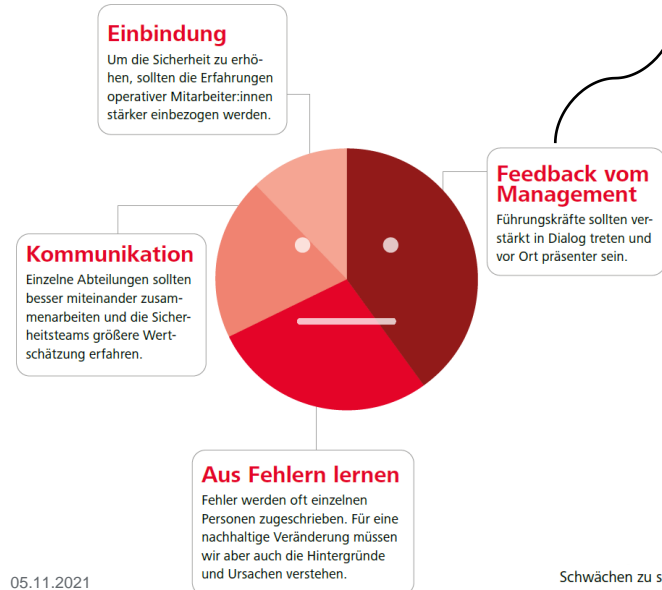 Einbindung
Um die Sicherheit zu erhö-
hen, sollten die Erfahrungen
operativer Mitarbeiter:innen
stärker einbezogen werden.
Feedback vom
Management
Führungskräfte sollten ver-
stärkt in Dialog treten und
vor Ort präsenter sein.
Kommunikation
Einzelne Abteilungen sollten
besser miteinander zusam-
menarbeiten und die Sicher-
heitsteams größere Wert-
schätzung erfahren.
Aus Fehlern lernen
Fehler werden oft einzelnen
Personen zugeschrieben. Für eine
nachhaltige Veränderung müssen
wir aber auch die Hintergründe
und Ursachen verstehen.
05.11.2021
Schwächen zu s